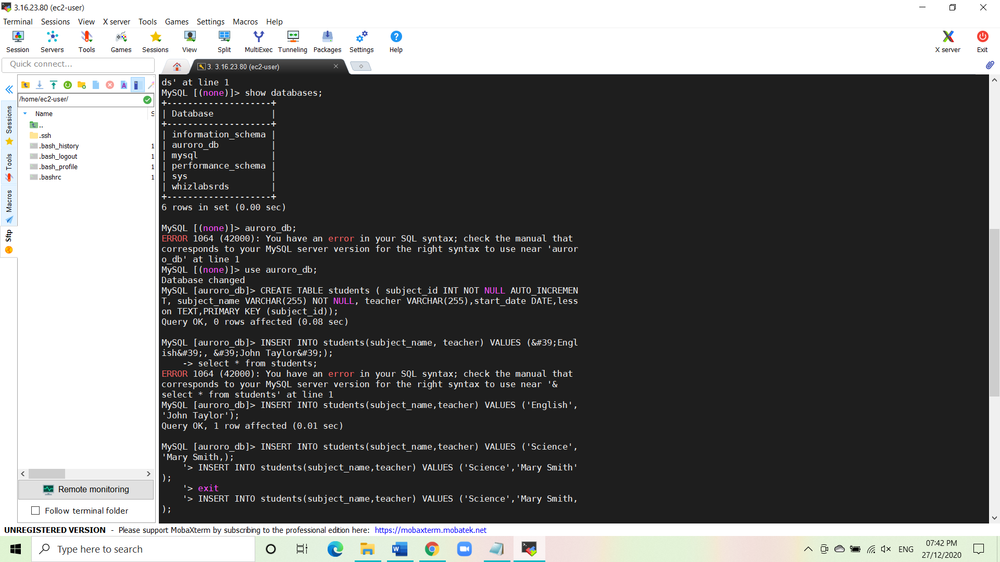 3.16.23.80 (ec2-user)
Terminal Sessions View X server Tools Games Settings Macros Help
Session Servers Tools Games Sessions View Split MultiExec Tunneling Packages Settings Help X server Exit
Quick connect...
3. 3.16.23.80 (ec2-user)
/home/ec2-user/
Name S
..
.ssh
.bash_history 1
.bash_logout 1
.bash_profile 1
.bashrc 1
Sessions
Tools
Macros
Sftp
Remote monitoring
Follow terminal folder
ds' at line 1
MySQL [(none)]> show databases;
+--------------------+
| Database           |
+--------------------+
| information_schema |
| auroro_db          |
| mysql              |
| performance_schema |
| sys                |
| whizlabsrds        |
+--------------------+
6 rows in set (0.00 sec)
MySQL [(none)]> auroro_db;
ERROR 1064 (42000): You have an error in your SQL syntax; check the manual that
corresponds to your MySQL server version for the right syntax to use near 'auror
o_db' at line 1
MySQL [(none)]> use auroro_db;
Database changed
MySQL [auroro_db]> CREATE TABLE students ( subject_id INT NOT NULL AUTO_INCREMEN
T, subject_name VARCHAR(255) NOT NULL, teacher VARCHAR(255),start_date DATE,less
on TEXT,PRIMARY KEY (subject_id));
Query OK, 0 rows affected (0.08 sec)
MySQL [auroro_db]> INSERT INTO students(subject_name, teacher) VALUES (&#39;Engl
ish&#39;, &#39;John Taylor&#39;);
    -> select * from students;
ERROR 1064 (42000): You have an error in your SQL syntax; check the manual that
corresponds to your MySQL server version for the right syntax to use near '&
select * from students' at line 1
MySQL [auroro_db]> INSERT INTO students(subject_name,teacher) VALUES ('English',
'John Taylor');
Query OK, 1 row affected (0.01 sec)
MySQL [auroro_db]> INSERT INTO students(subject_name,teacher) VALUES ('Science',
'Mary Smith,);
    '> INSERT INTO students(subject_name,teacher) VALUES ('Science','Mary Smith'
);
    '> exit
    '> INSERT INTO students(subject_name,teacher) VALUES ('Science','Mary Smith,
);
UNREGISTERED VERSION - Please support MobaXterm by subscribing to the professional edition here: https://mobaxterm.mobatek.net
Type here to search
ENG
07:42 PM
27/12/2020